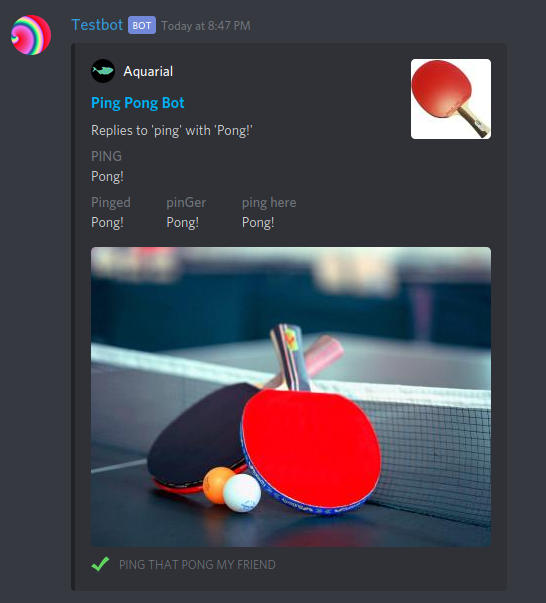 Testbot BOT Today at 8:47 PM
Aquarial
Ping Pong Bot
Replies to 'ping' with 'Pong!'
PING
Pong!
Pinged pinGer ping here
Pong! Pong! Pong!
PING THAT PONG MY FRIEND